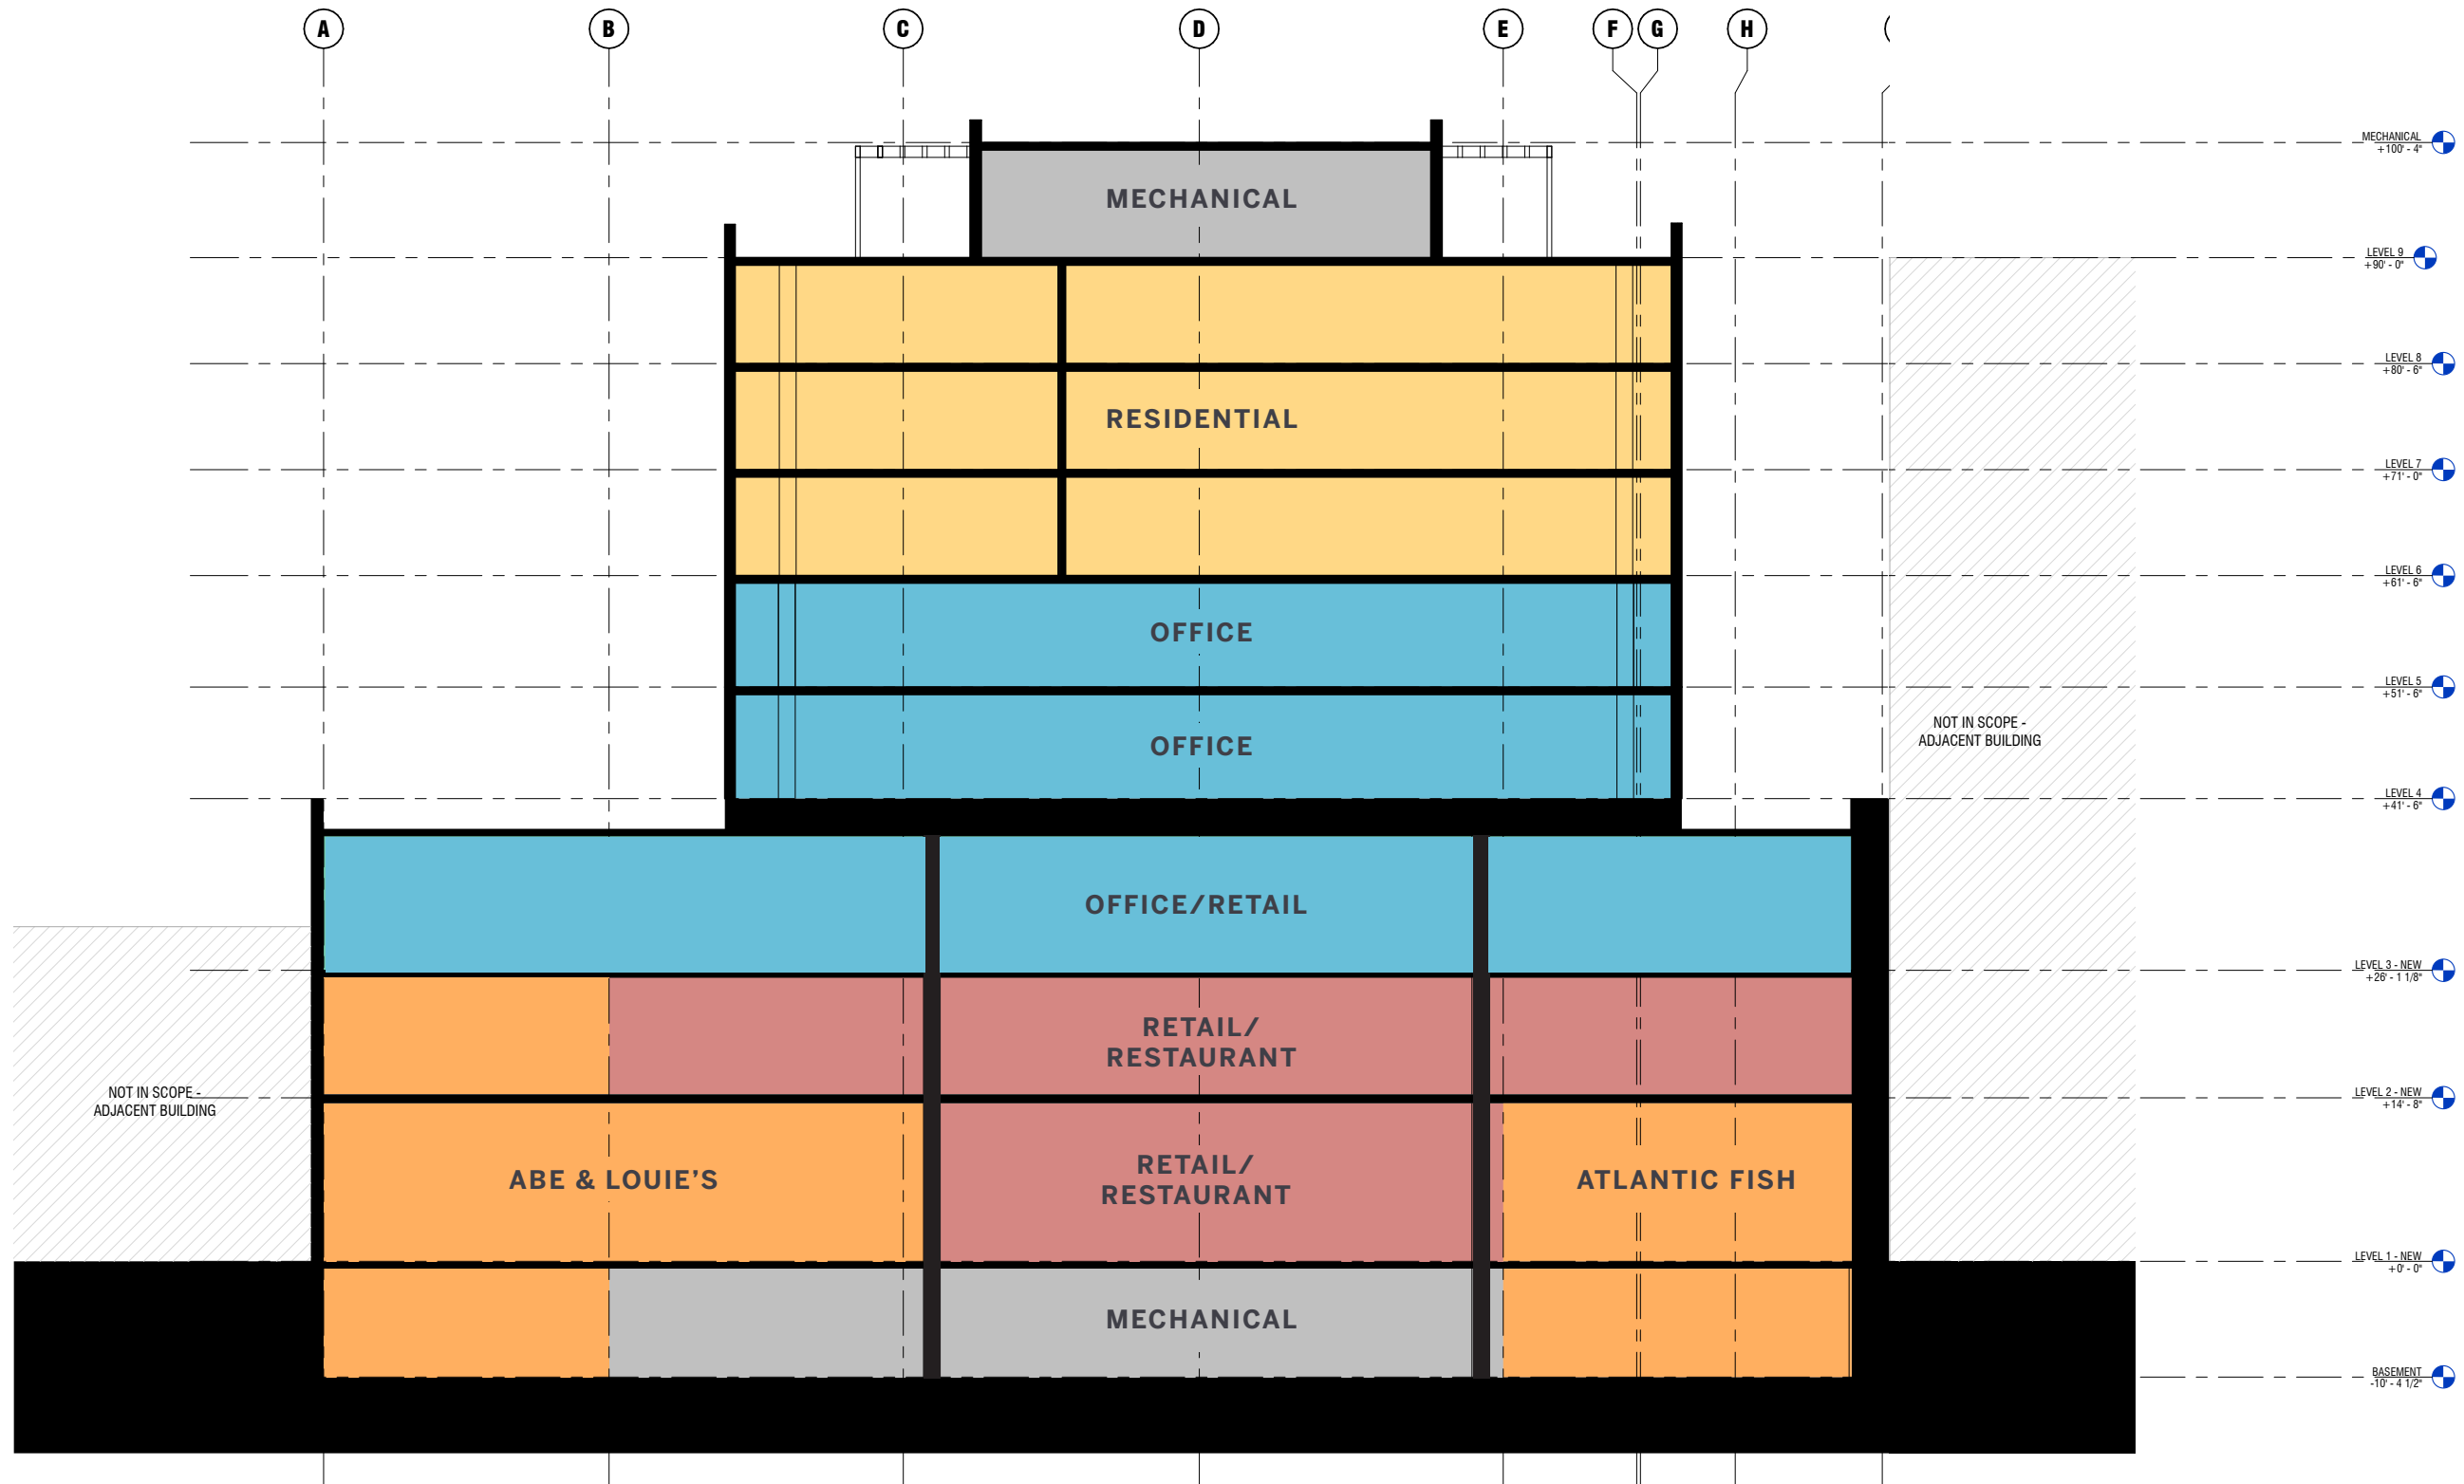 A
B
C
D
E
F
G
H
MECHANICAL
+100' - 4"
MECHANICAL
LEVEL 9
+90' - 0"
LEVEL 8
+80' - 6"
RESIDENTIAL
LEVEL 7
+71' - 0"
LEVEL 6
+61' - 6"
OFFICE
LEVEL 5
+51' - 6"
NOT IN SCOPE -
ADJACENT BUILDING
OFFICE
LEVEL 4
+41' - 6"
OFFICE/RETAIL
LEVEL 3 - NEW
+26' - 1 1/8"
RETAIL/
RESTAURANT
NOT IN SCOPE -
ADJACENT BUILDING
LEVEL 2 - NEW
+14' - 8"
ABE & LOUIE'S
RETAIL/
RESTAURANT
ATLANTIC FISH
LEVEL 1 - NEW
+0' - 0"
MECHANICAL
BASEMENT
-10' - 4 1/2"